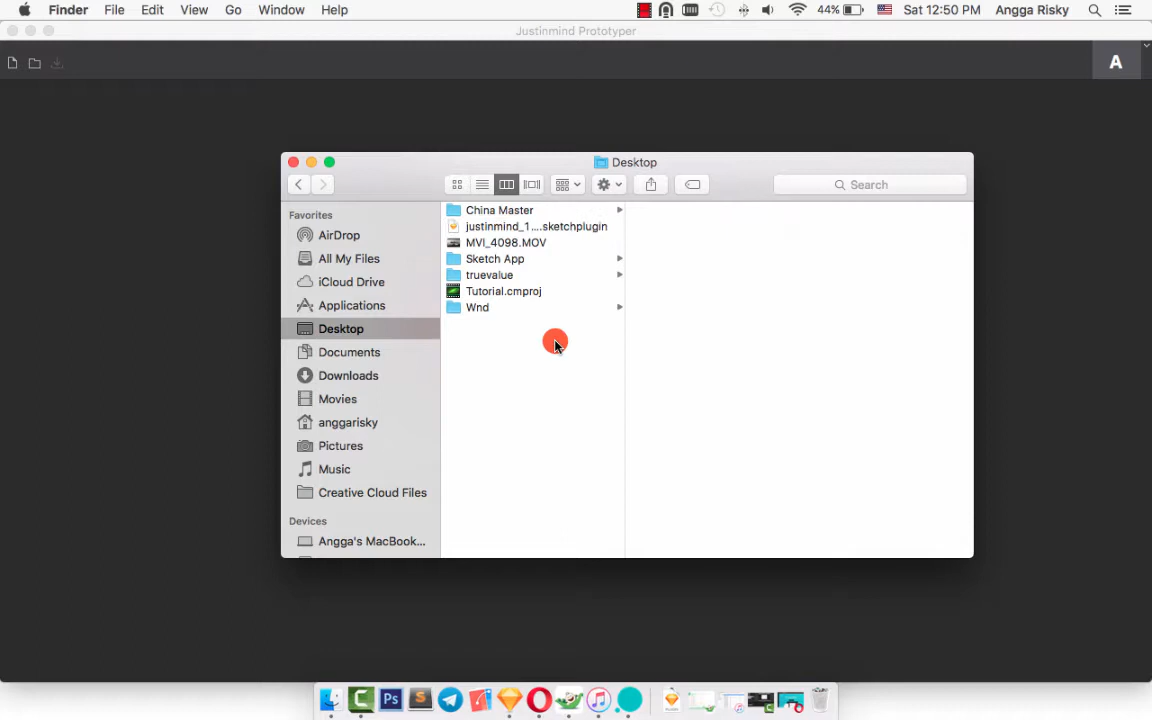 Finder File Edit View Go Window Help 44% Sat 12:50 PM Angga Risky
Justinmind Prototyper
A
Desktop
Search
Favorites
AirDrop
All My Files
iCloud Drive
Applications
Desktop
Documents
Downloads
Movies
anggarisky
Pictures
Music
Creative Cloud Files
Devices
Angga's MacBook...
China Master
justinmind_1....sketchplugin
MVI_4098.MOV
Sketch App
truevalue
Tutorial.cmproj
Wnd
C Ps S